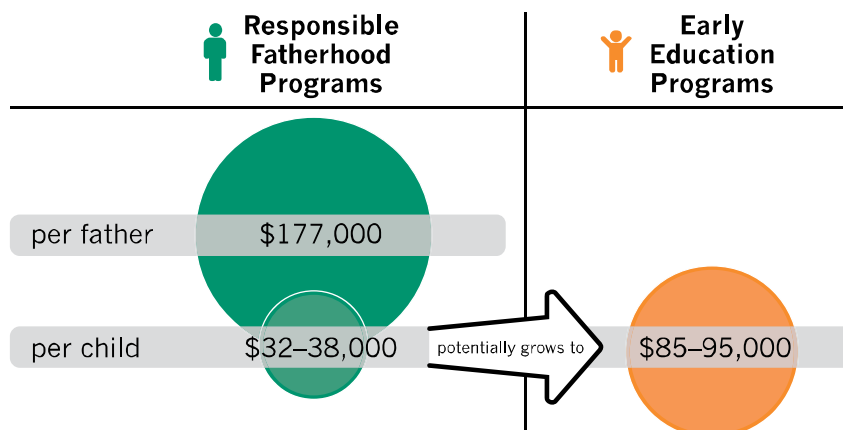 Responsible
Fatherhood
Programs
Early
Education
Programs
per father
$177,000
per child
$32–38,000
potentially grows to
$85–95,000